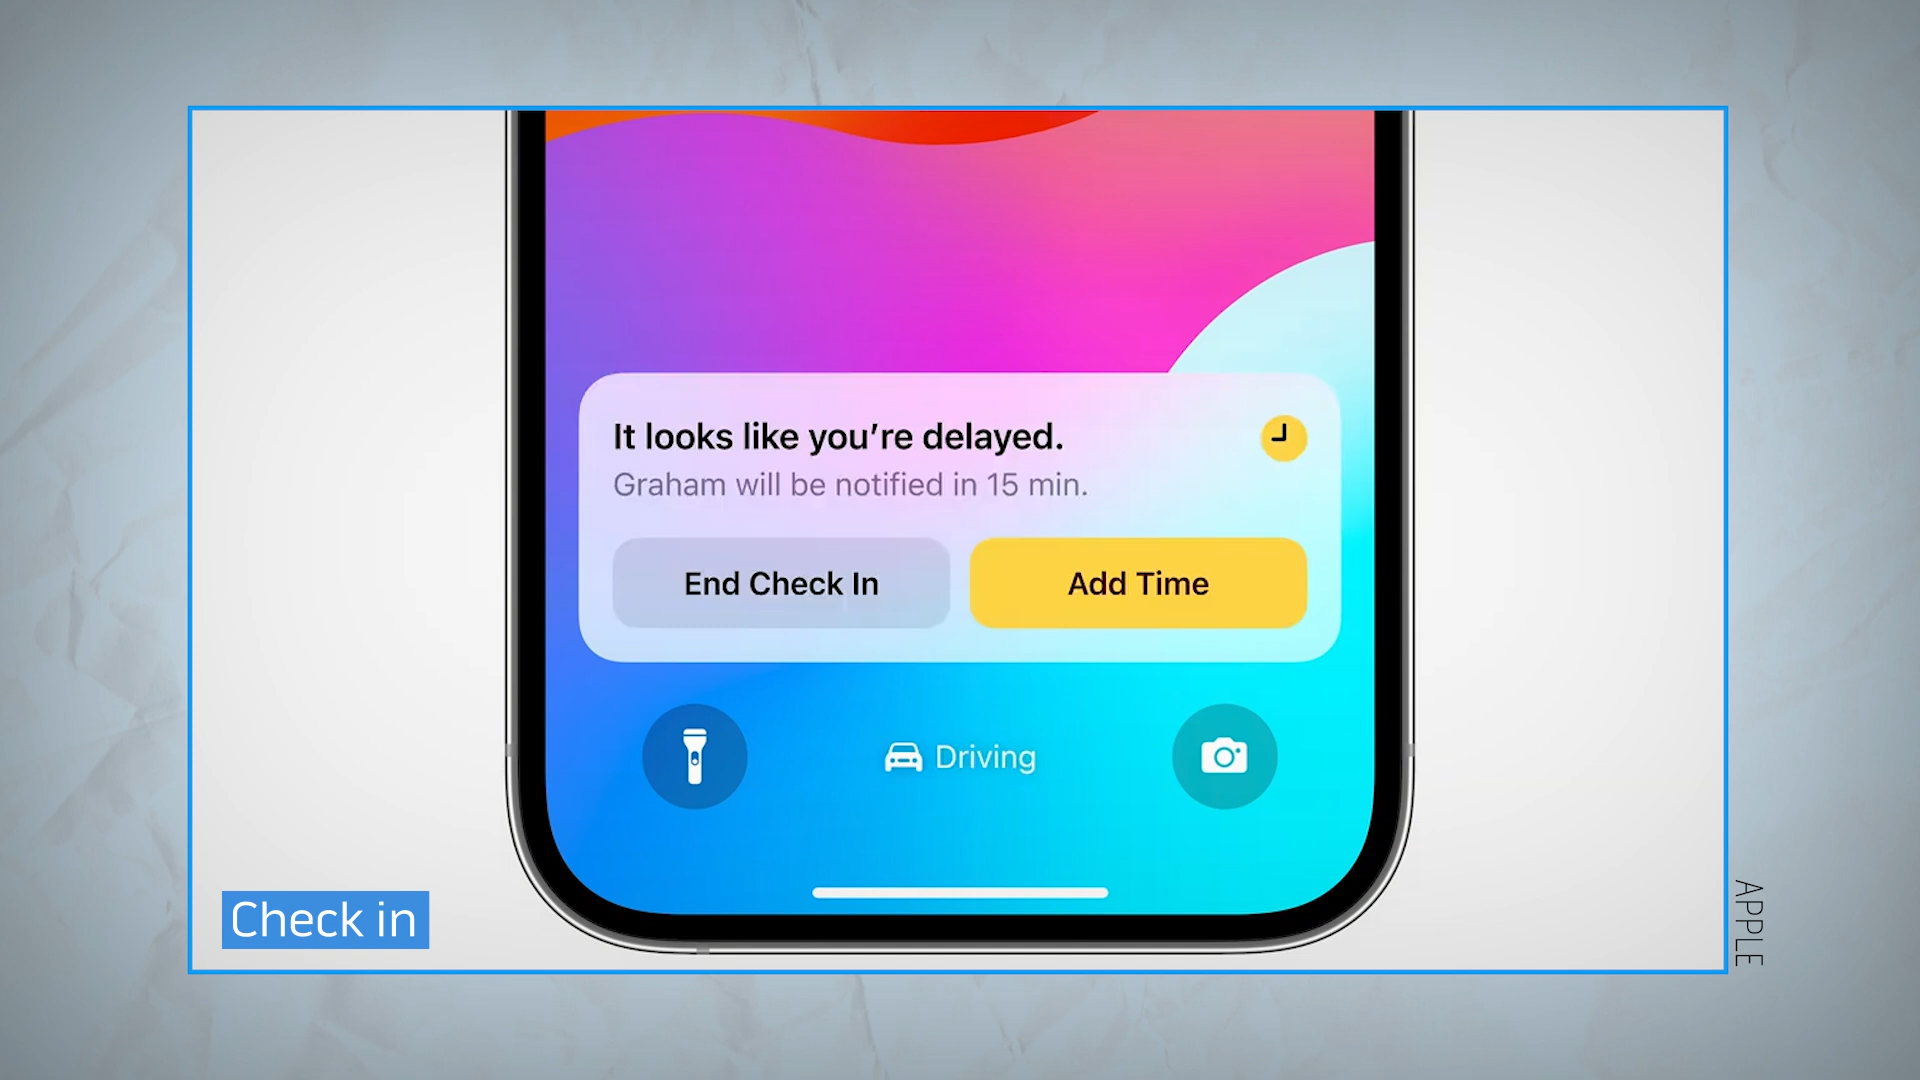 It looks like you’re delayed.
Graham will be notified in 15 min.
End Check In
Add Time
Driving
Check in
APPLE